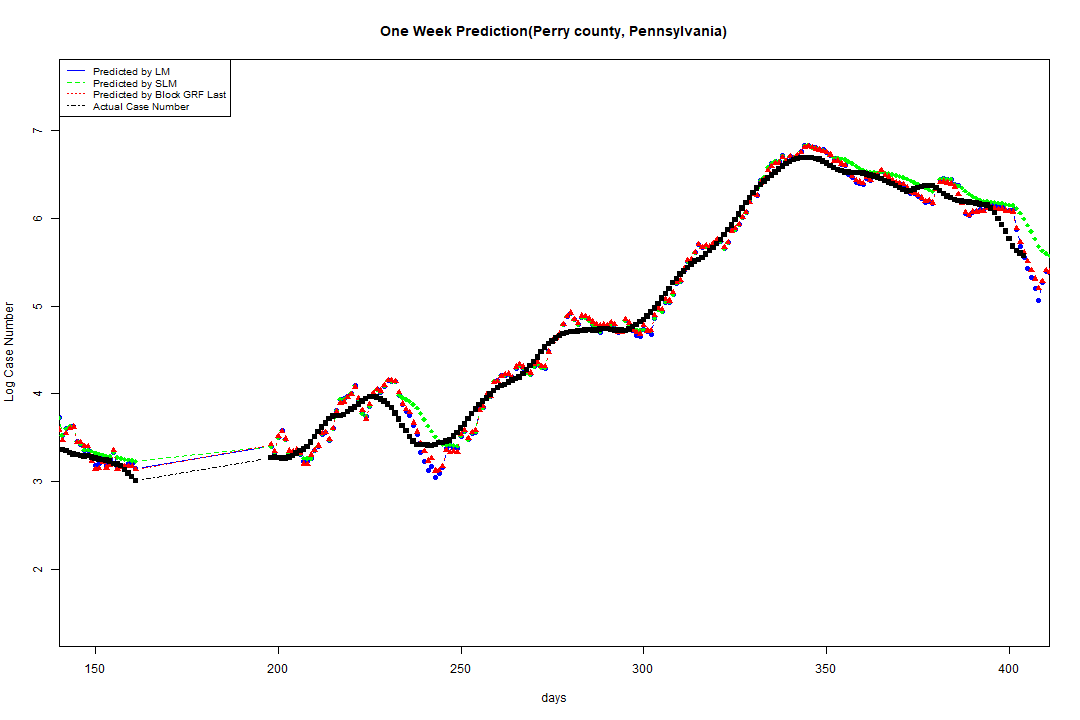 One Week Prediction(Perry county, Pennsylvania)
Predicted by LM
Predicted by SLM
Predicted by Block GRF Last
Actual Case Number
7
6
5
4
3
2
Log Case Number
150 200 250 300 350 400
days